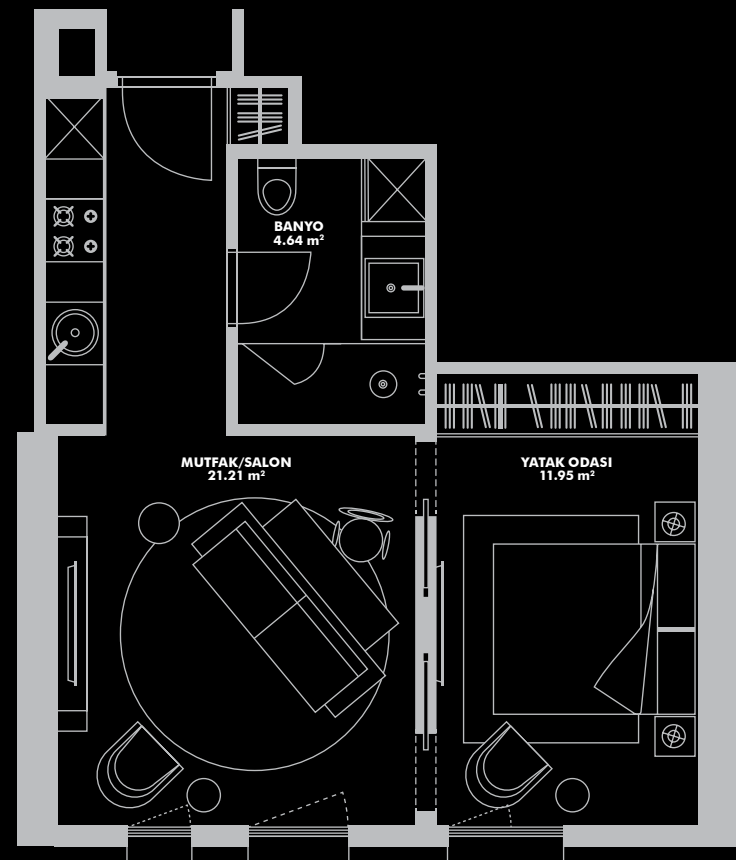 BANYO
4.64 m²
MUTFAK/SALON
21.21 m²
YATAK ODASI
11.95 m²